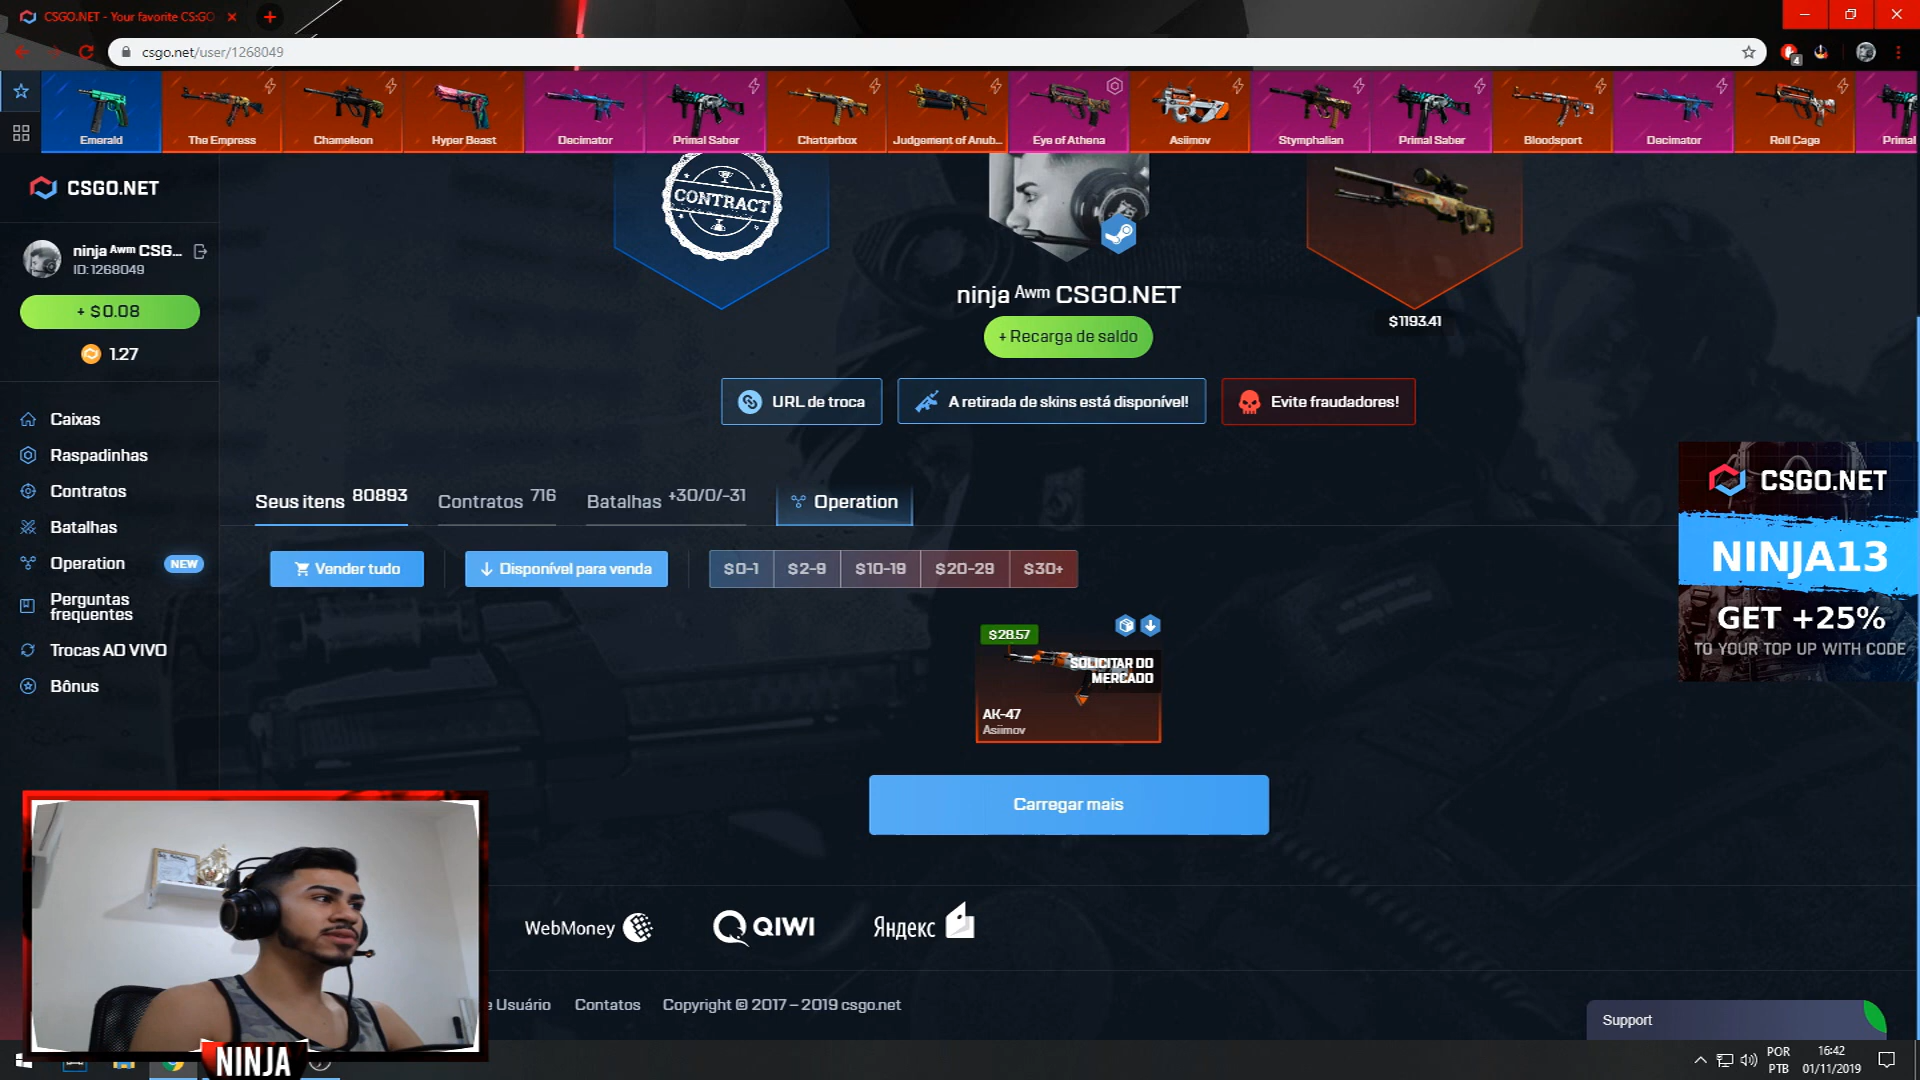 CSGO.NET - Your favorite CS:GO
csgo.net/user/1268049
4
Emerald
The Empress
Chameleon
Hyper Beast
Decimator
Primal Saber
Chatterbox
Judgement of Anub...
Eye of Athena
Asiimov
Stymphalian
Primal Saber
Bloodsport
Decimator
Roll Cage
Primal
CSGO.NET
ninja ᴬʷᵐ CSG...
ID: 1268049
+ $0.08
1.27
Caixas
Raspadinhas
Contratos
Batalhas
Operation NEW
Perguntas
frequentes
Trocas AO VIVO
Bônus
CONTRACT
ninja ᴬʷᵐ CSGO.NET
+ Recarga de saldo
$1193.41
URL de troca
A retirada de skins está disponível!
Evite fraudadores!
Seus itens 80893
Contratos 716
Batalhas +30/0/-31
Operation
Vender tudo
Disponível para venda
$0-1
$2-9
$10-19
$20-29
$30+
$28.57
SOLICITAR DO
MERCADO
AK-47
Asiimov
Carregar mais
CSGO.NET
NINJA13
GET +25%
TO YOUR TOP UP WITH CODE
WebMoney
QIWI
Яндекс
e Usuário
Contatos
Copyright © 2017 – 2019 csgo.net
Support
NINJA
POR
PTB
16:42
01/11/2019